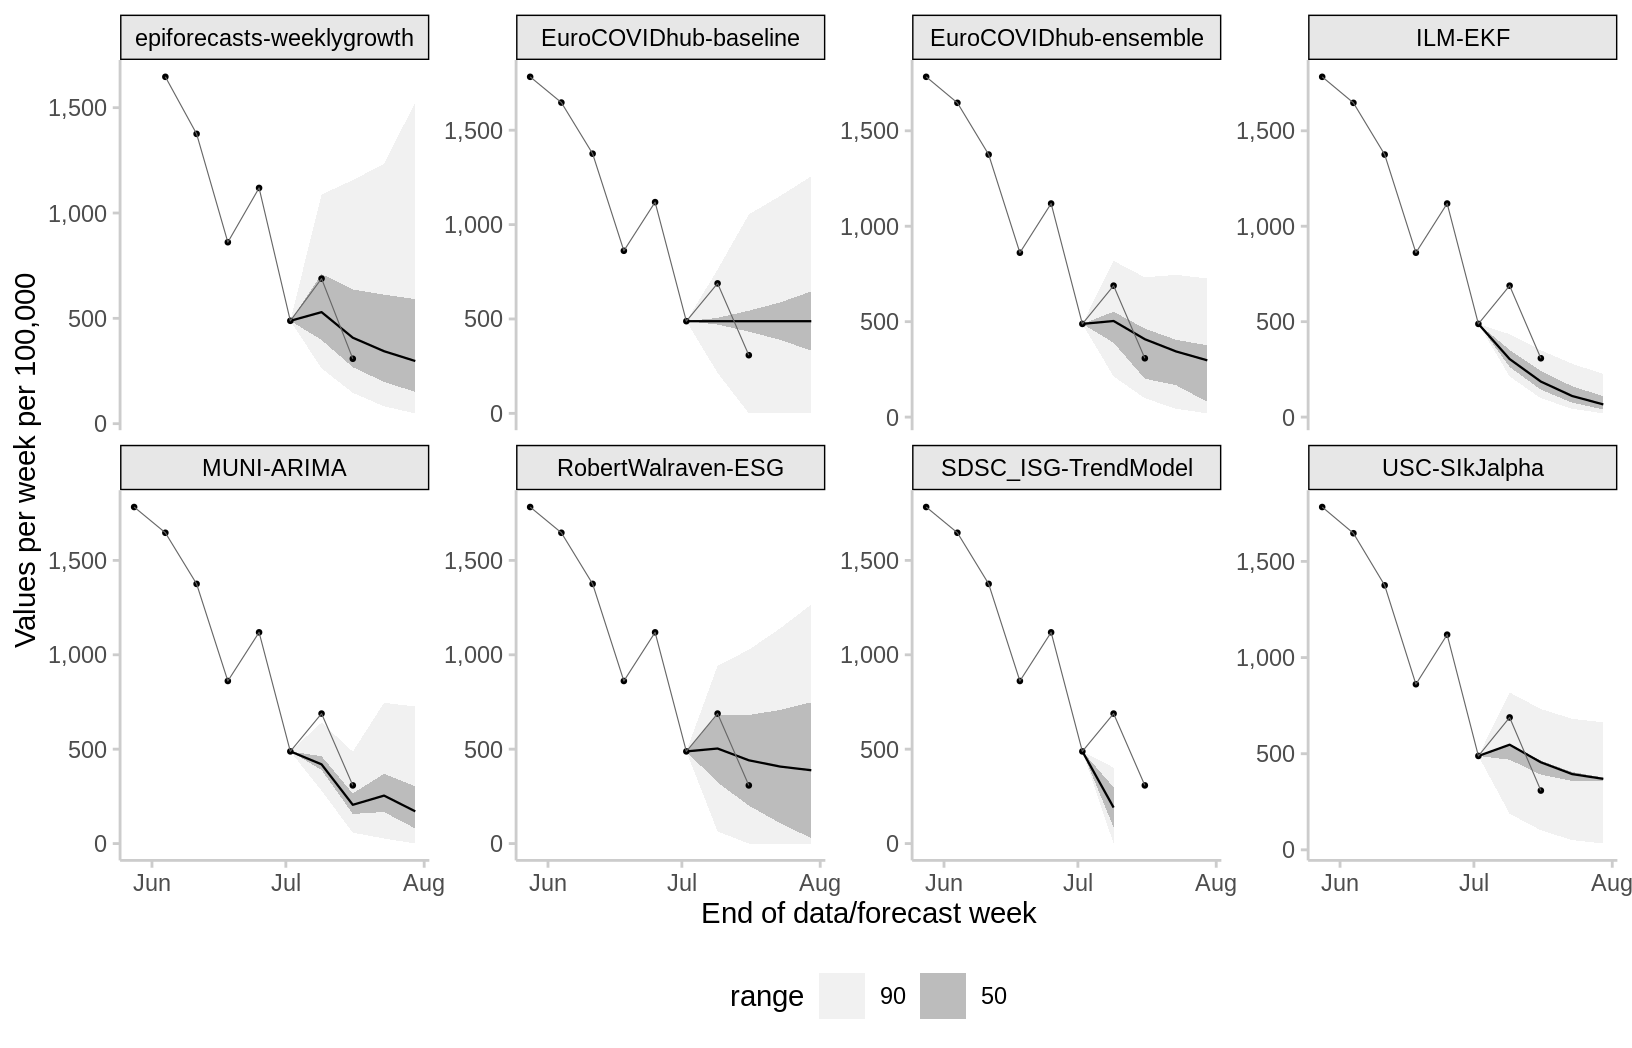 epiforecasts-weeklygrowth EuroCOVIDhub-baseline EuroCOVIDhub-ensemble ILM-EKF
1,500 1,500 1,500 1,500
1,000 1,000 1,000 1,000
500 500 500 500
0 0 0 0
Values per week per 100,000
MUNI-ARIMA RobertWalraven-ESG SDSC_ISG-TrendModel USC-SIkJalpha
1,500 1,500 1,500 1,500
1,000 1,000 1,000 1,000
500 500 500 500
0 0 0 0
Jun Jul Aug Jun Jul Aug Jun Jul Aug Jun Jul Aug
End of data/forecast week
range 90 50